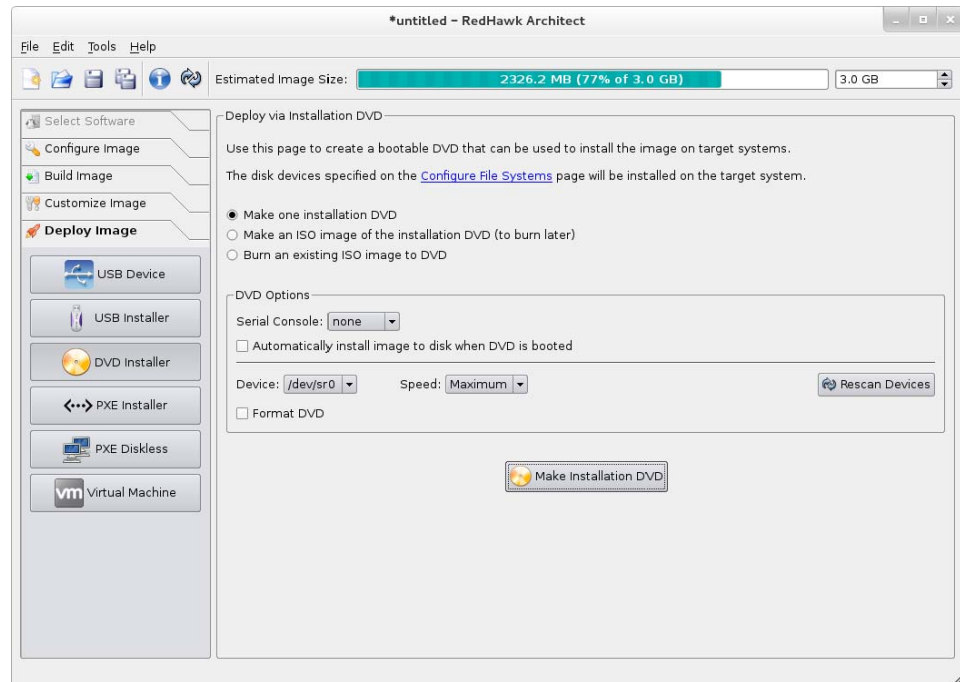 *untitled – RedHawk Architect
File Edit Tools Help
Estimated Image Size: 2326.2 MB (77% of 3.0 GB) 3.0 GB
Select Software
Configure Image
Build Image
Customize Image
Deploy Image
USB Device
USB Installer
DVD Installer
PXE Installer
PXE Diskless
vm Virtual Machine
Deploy via Installation DVD
Use this page to create a bootable DVD that can be used to install the image on target systems.
The disk devices specified on the Configure File Systems page will be installed on the target system.
Make one installation DVD
Make an ISO image of the installation DVD (to burn later)
Burn an existing ISO image to DVD
DVD Options
Serial Console: none
Automatically install image to disk when DVD is booted
Device: /dev/sr0 Speed: Maximum Rescan Devices
Format DVD
Make Installation DVD